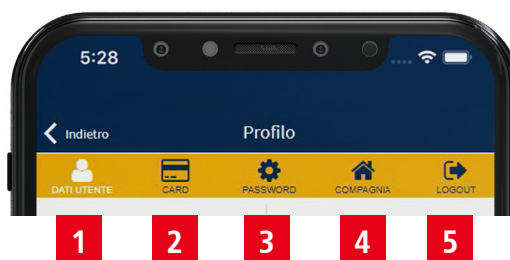 5:28
Indietro
Profilo
DATI UTENTE CARD PASSWORD COMPAGNIA LOGOUT
1 2 3 4 5